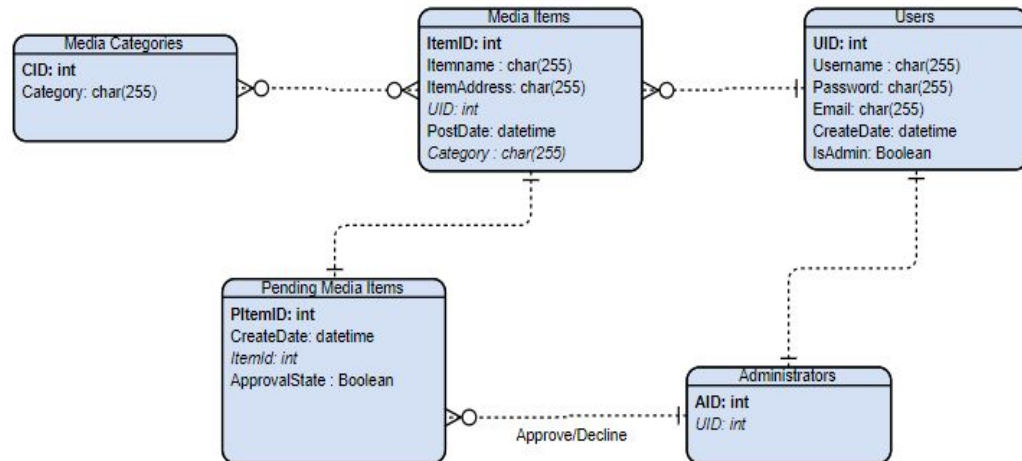 Media Categories
CID: int
Category: char(255)
Media Items
ItemID: int
Itemname : char(255)
ItemAddress: char(255)
UID: int
PostDate: datetime
Category : char(255)
Users
UID: int
Username : char(255)
Password: char(255)
Email: char(255)
CreateDate: datetime
IsAdmin: Boolean
Pending Media Items
PItemID: int
CreateDate: datetime
ItemId: int
ApprovalState : Boolean
Approve/Decline
Administrators
AID: int
UID: int